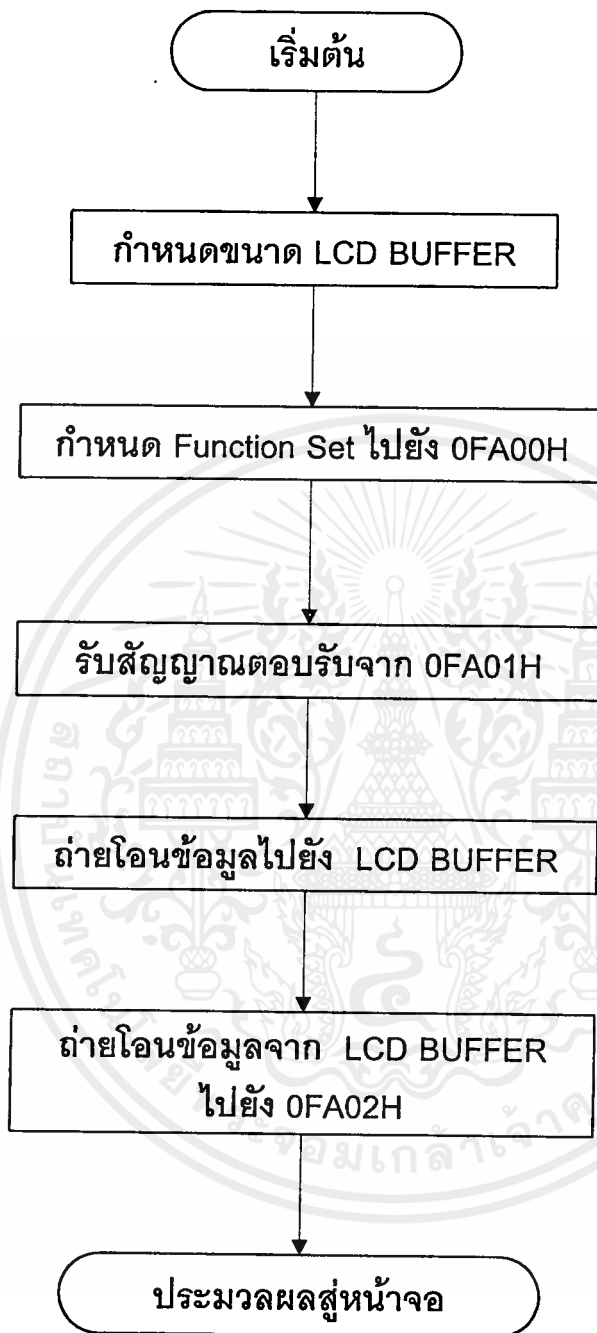 เริ่มต้น
กำหนดขนาด LCD BUFFER
กำหนด Function Set ไปยัง 0FA00H
รับสัญญาณตอบรับจาก 0FA01H
ถ่ายโอนข้อมูลไปยัง LCD BUFFER
ถ่ายโอนข้อมูลจาก LCD BUFFER
ไปยัง 0FA02H
ประมวลผลสู่หน้าจอ